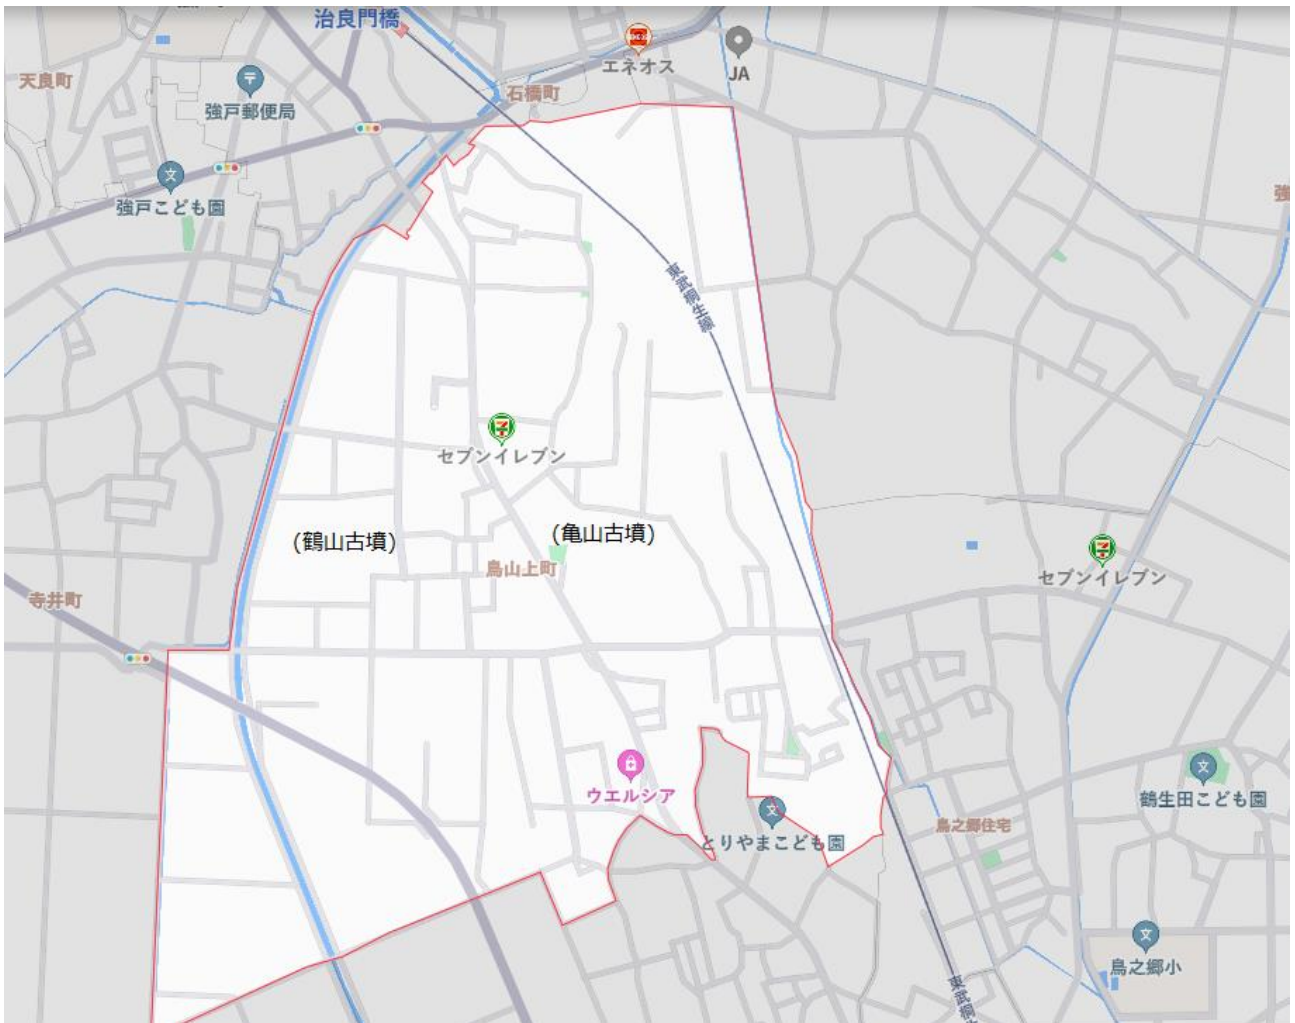 治良門橋
エネオス
JA
天良町
強戸郵便局
石橋町
強戸こども園
強
東武桐生線
セブンイレブン
(鶴山古墳)
(亀山古墳)
鳥山上町
セブンイレブン
寺井町
ウエルシア
とりやまこども園
鳥之郷住宅
鶴生田こども園
鳥之郷小
東武桐